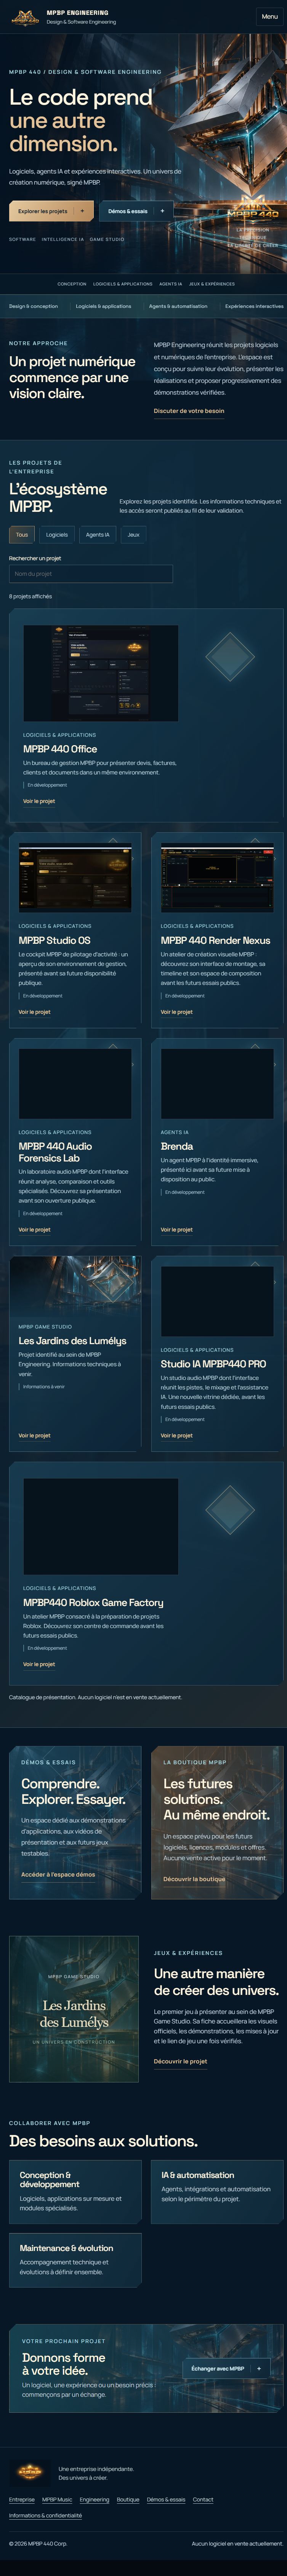 MPBP ENGINEERING
Design & Software Engineering
Menu
MPBP 440 / DESIGN & SOFTWARE ENGINEERING
Le code prend
une autre
dimension.
Logiciels, agents IA et expériences interactives. Un univers de
création numérique, signé MPBP.
Explorer les projets +
Démos & essais +
SOFTWARE INTELLIGENCE IA GAME STUDIO
CONCEPTION LOGICIELS & APPLICATIONS AGENTS IA JEUX & EXPÉRIENCES
Design & conception Logiciels & applications Agents & automatisation Expériences interactives
NOTRE APPROCHE
Un projet numérique
commence par une
vision claire.
MPBP Engineering réunit les projets logiciels
et numériques de l'entreprise. L'espace est
conçu pour suivre leur évolution, présenter les
réalisations et proposer progressivement des
démonstrations vérifiées.
Discuter de votre besoin
LES PROJETS DE
L'ENTREPRISE
L'écosystème
MPBP.
Explorez les projets identifiés. Les informations techniques et
les accès seront publiés au fil de leur validation.
Tous Logiciels Agents IA Jeux
Rechercher un projet
Nom du projet
8 projets affichés
LOGICIELS & APPLICATIONS
MPBP 440 Office
Un bureau de gestion MPBP pour présenter devis, factures,
clients et documents dans un même environnement.
En développement
Voir le projet
LOGICIELS & APPLICATIONS
MPBP Studio OS
Le cockpit MPBP de pilotage d'activité : un
aperçu de son environnement de gestion,
présenté avant sa future disponibilité
publique.
En développement
Voir le projet
LOGICIELS & APPLICATIONS
MPBP 440 Render Nexus
Un atelier de création visuelle MPBP :
découvrez son interface de montage, sa
timeline et son espace de composition
avant les futurs essais publics.
En développement
Voir le projet
LOGICIELS & APPLICATIONS
MPBP 440 Audio
Forensics Lab
Un laboratoire audio MPBP dont l'interface
réunit analyse, comparaison et outils
spécialisés. Découvrez sa présentation
avant son ouverture publique.
En développement
Voir le projet
AGENTS IA
Brenda
Un agent MPBP à l'identité immersive,
présenté ici avant sa future mise à
disposition au public.
En développement
Voir le projet
MPBP GAME STUDIO
Les Jardins des Lumélys
Projet identifié au sein de MPBP
Engineering. Informations techniques à
venir.
Informations à venir
Voir le projet
LOGICIELS & APPLICATIONS
Studio IA MPBP440 PRO
Un studio audio MPBP dont l'interface
réunit les pistes, le mixage et l'assistance
IA. Une nouvelle vitrine dédiée, avant les
futurs essais publics.
En développement
Voir le projet
LOGICIELS & APPLICATIONS
MPBP440 Roblox Game Factory
Un atelier MPBP consacré à la préparation de projets
Roblox. Découvrez son centre de commande avant les
futurs essais publics.
En développement
Voir le projet
Catalogue de présentation. Aucun logiciel n'est en vente actuellement.
DÉMOS & ESSAIS
Comprendre.
Explorer. Essayer.
Un espace dédié aux démonstrations
d'applications, aux vidéos de
présentation et aux futurs jeux
testables.
Accéder à l'espace démos
LA BOUTIQUE MPBP
Les futures
solutions.
Au même endroit.
Un espace prévu pour les futurs
logiciels, licences, modules et offres.
Aucune vente active pour le moment.
Découvrir la boutique
MPBP GAME STUDIO
Les Jardins
des Lumélys
UN UNIVERS EN CONSTRUCTION
JEUX & EXPÉRIENCES
Une autre manière
de créer des univers.
Le premier jeu à présenter au sein de MPBP
Game Studio. Sa fiche accueillera les visuels
officiels, les démonstrations, les mises à jour
et le lien de jeu une fois vérifiés.
Découvrir le projet
COLLABORER AVEC MPBP
Des besoins aux solutions.
Conception &
développement
Logiciels, applications sur mesure et
modules spécialisés.
IA & automatisation
Agents, intégrations et automatisation
selon le périmètre du projet.
Maintenance & évolution
Accompagnement technique et
évolutions à définir ensemble.
VOTRE PROCHAIN PROJET
Donnons forme
à votre idée.
Un logiciel, une expérience ou un besoin précis :
commençons par un échange.
Échanger avec MPBP +
Une entreprise indépendante.
Des univers à créer.
Entreprise MPBP Music Engineering Boutique Démos & essais Contact
Informations & confidentialité
© 2026 MPBP 440 Corp.
Aucun logiciel en vente actuellement.